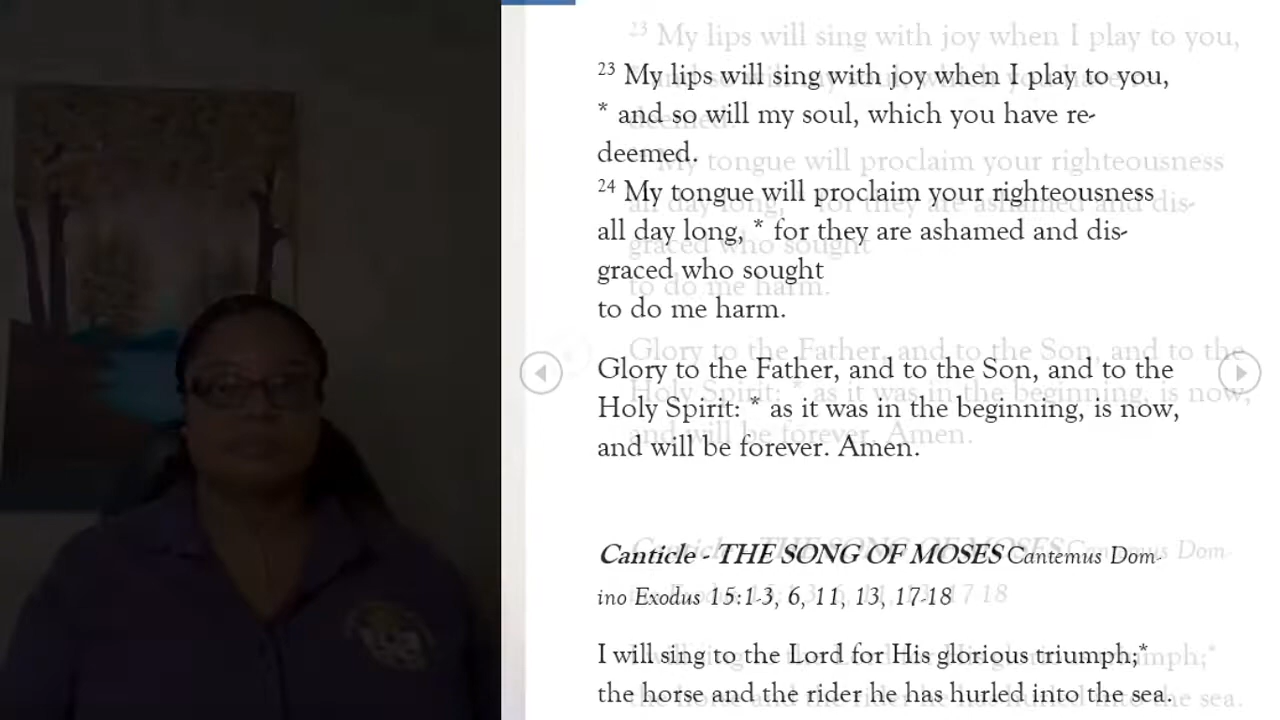 23 My lips will sing with joy when I play to you,
* and so will my soul, which you have re-
deemed.
24 My tongue will proclaim your righteousness
all day long, * for they are ashamed and dis-
graced who sought
to do me harm.
Glory to the Father, and to the Son, and to the
Holy Spirit: * as it was in the beginning, is now,
and will be forever. Amen.
Canticle - THE SONG OF MOSES Cantemus Dom-
ino Exodus 15:1-3, 6, 11, 13, 17-18
I will sing to the Lord for His glorious triumph;*
the horse and the rider he has hurled into the sea.